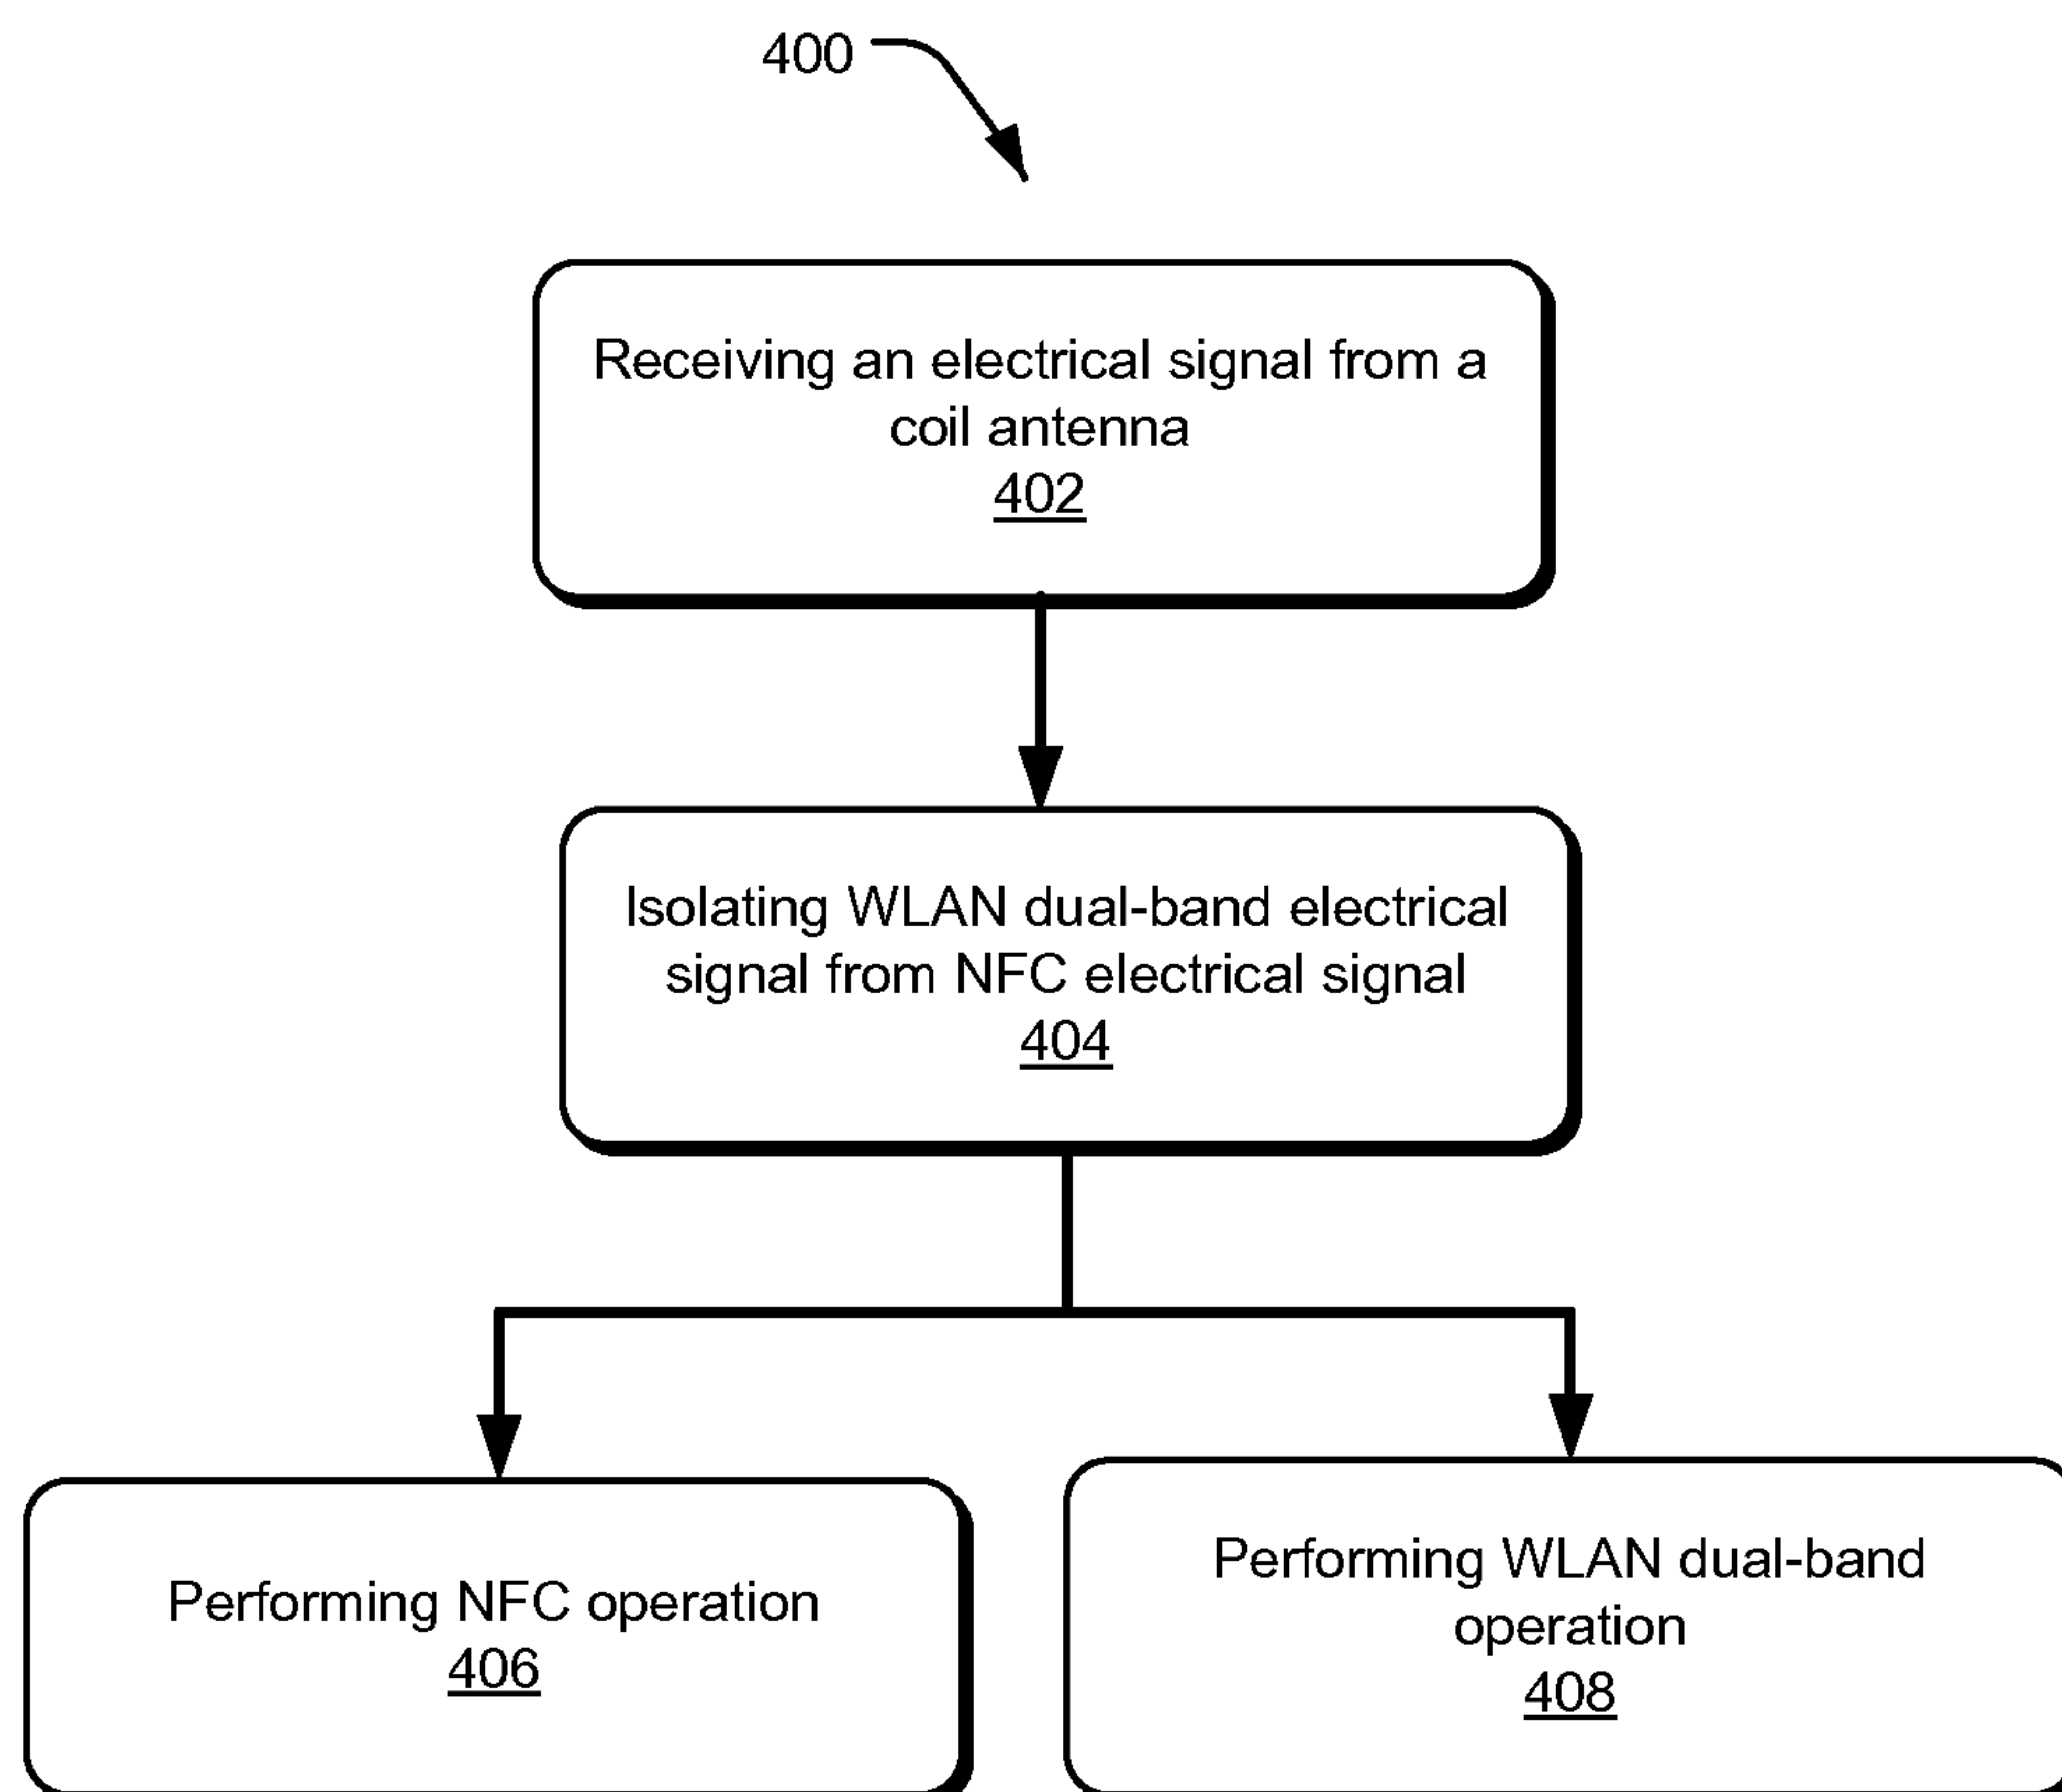 400
Receiving an electrical signal from a
coil antenna
402
Isolating WLAN dual-band electrical
signal from NFC electrical signal
404
Performing NFC operation
406
Performing WLAN dual-band
operation
408